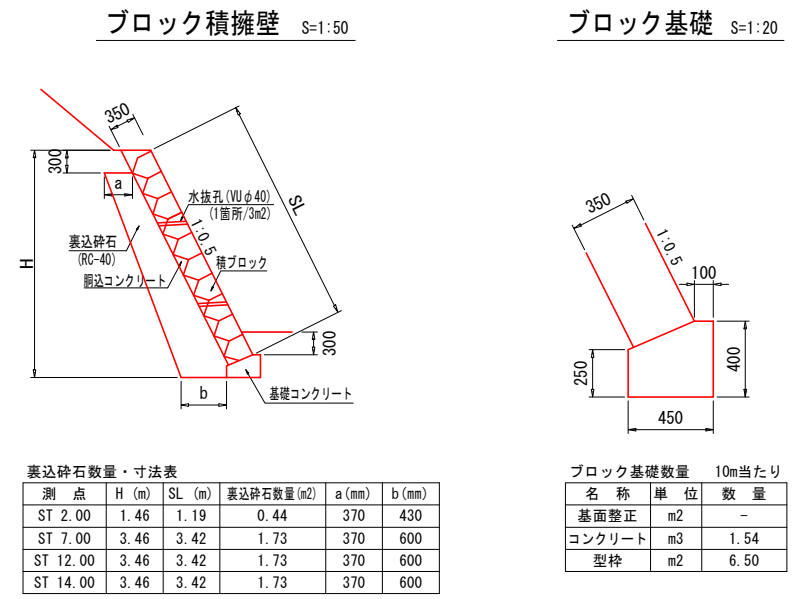 ブロック積擁壁 S=1:50
ブロック基礎 S=1:20
350
300
a
水抜孔(VUφ40)
(1箇所/3m2)
SL
1:0.5
裏込砕石
(RC-40)
胴込コンクリート
積ブロック
H
300
b
基礎コンクリート
350
1:0.5
100
250
400
450
裏込砕石数量・寸法表
測 点 H (m) SL (m) 裏込砕石数量(m2) a(mm) b(mm)
ST 2.00 1.46 1.19 0.44 370 430
ST 7.00 3.46 3.42 1.73 370 600
ST 12.00 3.46 3.42 1.73 370 600
ST 14.00 3.46 3.42 1.73 370 600
ブロック基礎数量 10m当たり
名 称 単 位 数 量
基面整正 m2 −
コンクリート m3 1.54
型枠 m2 6.50